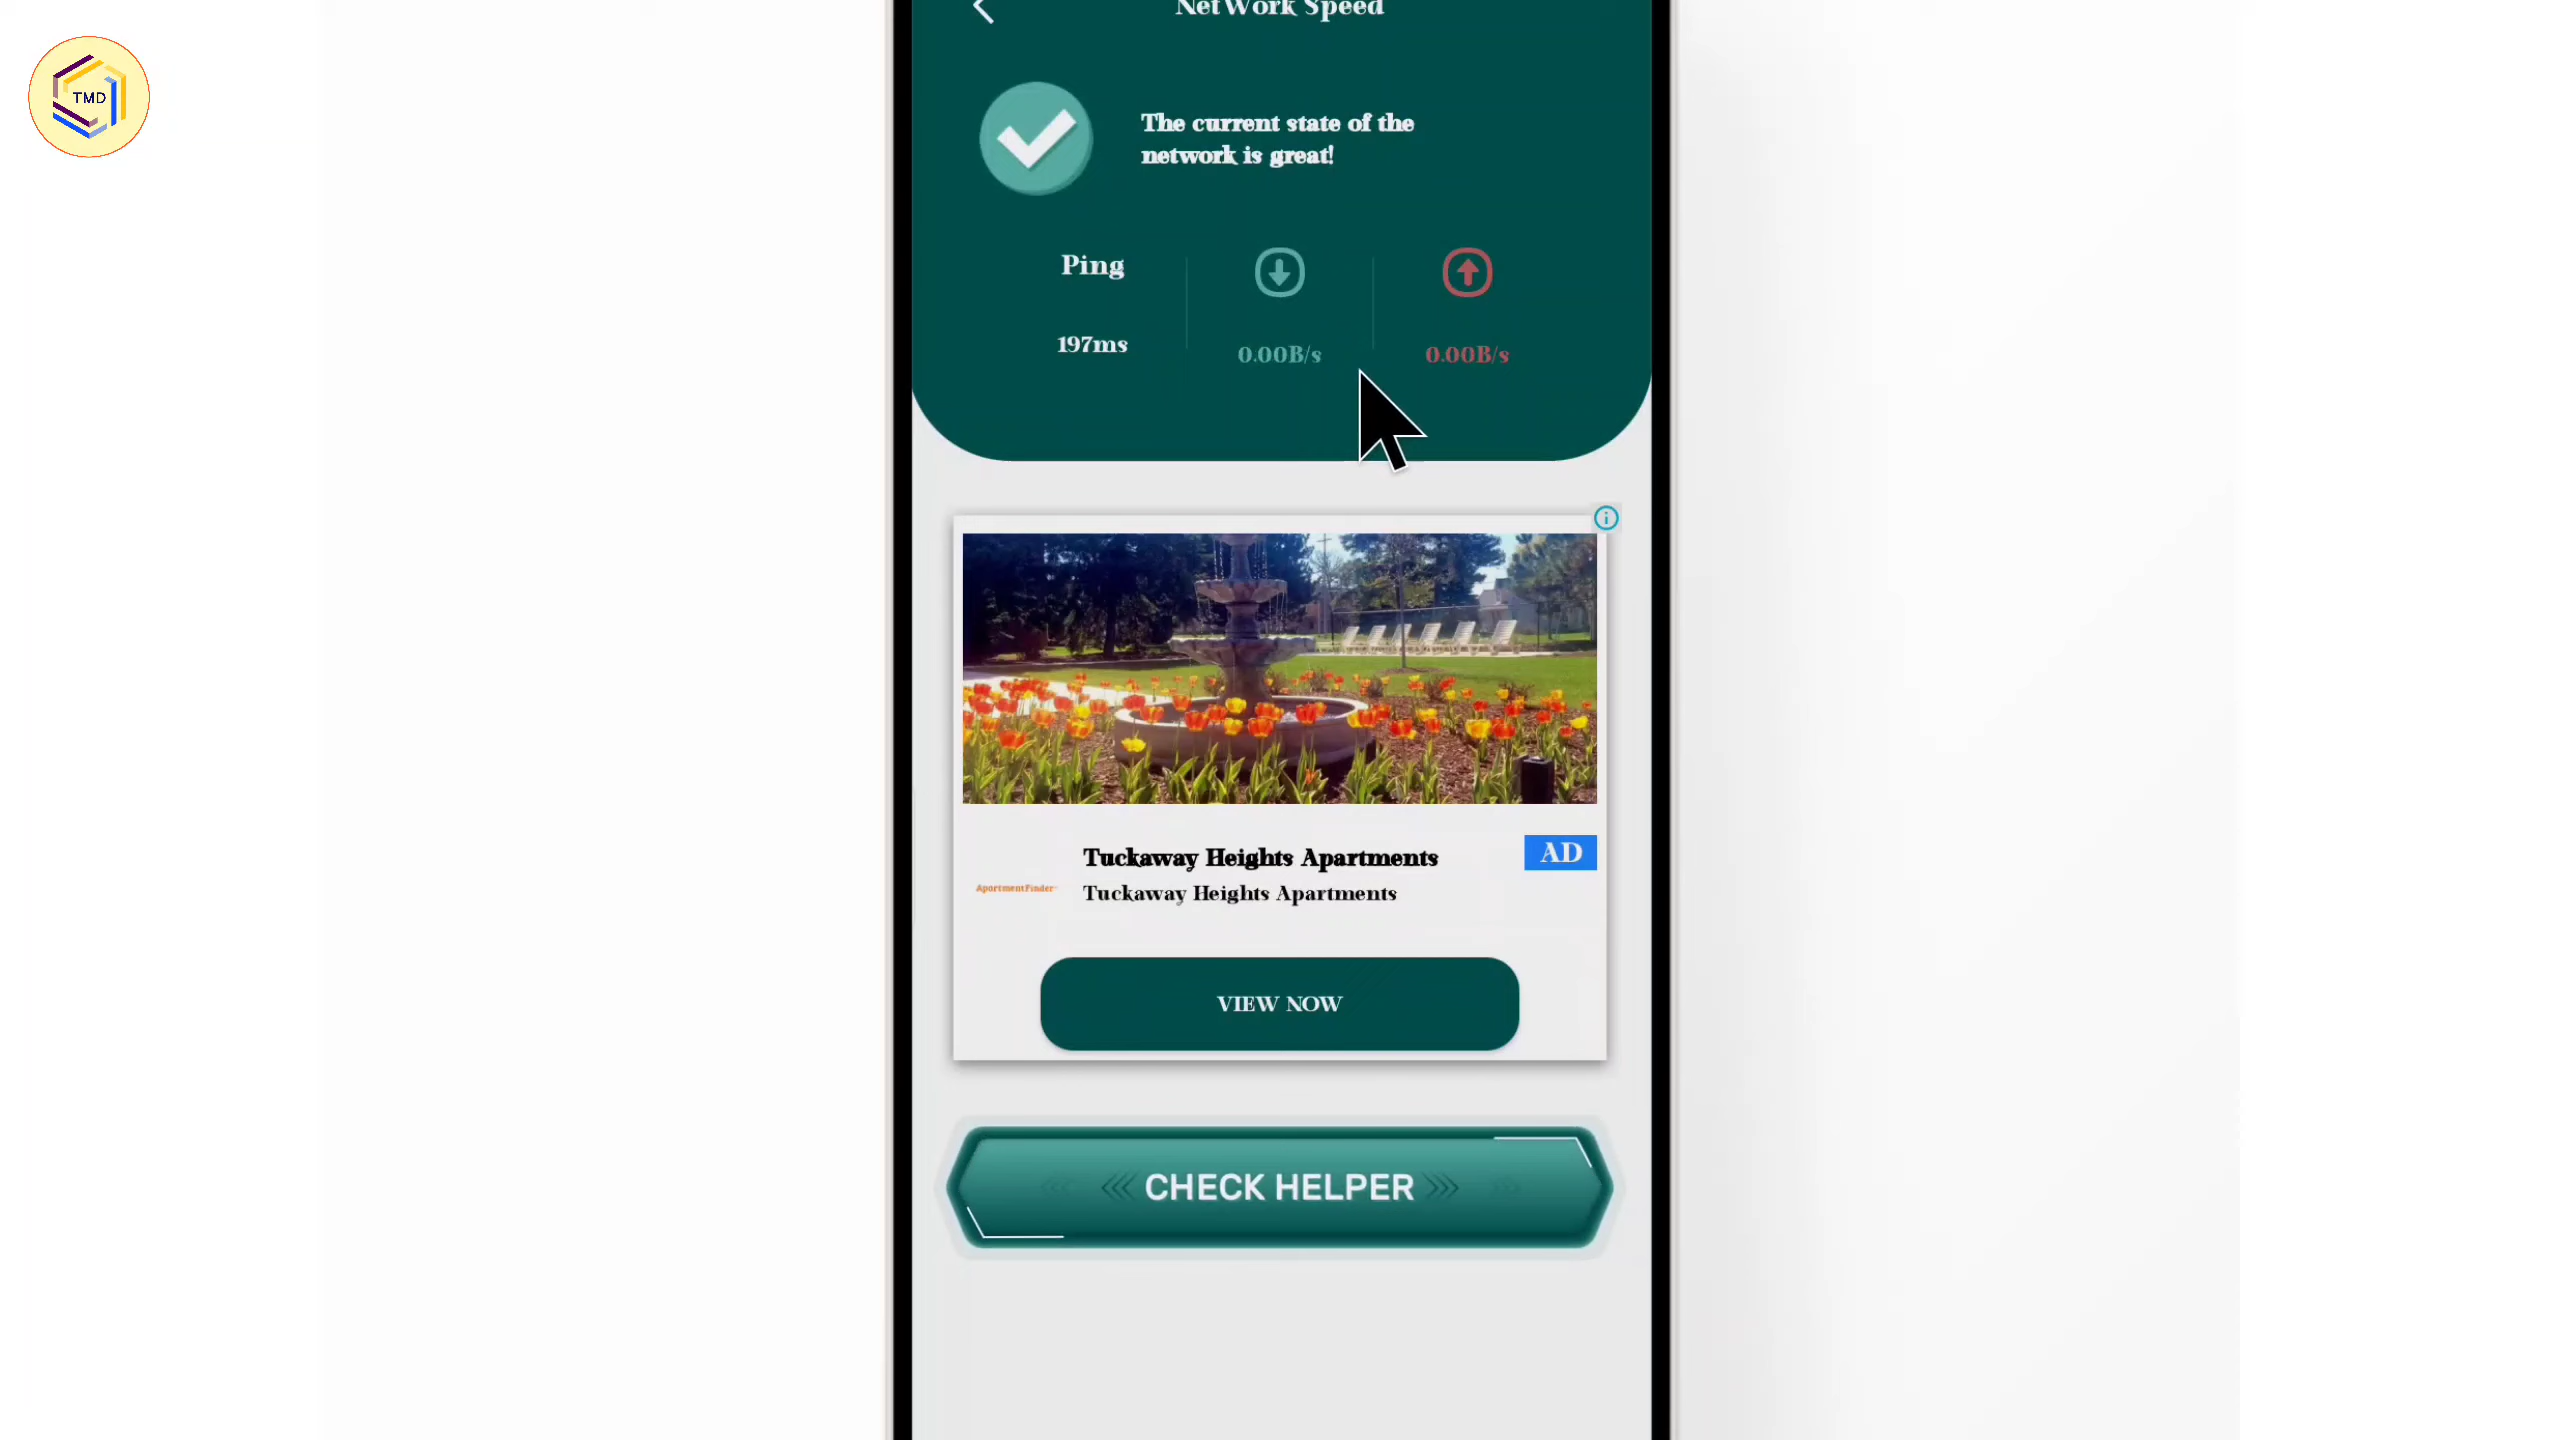 TMD
NetWork Speed
The current state of the
network is great!
Ping
197ms
0.00B/s
0.00B/s
Tuckaway Heights Apartments
AD
ApartmentFinder
Tuckaway Heights Apartments
VIEW NOW
CHECK HELPER